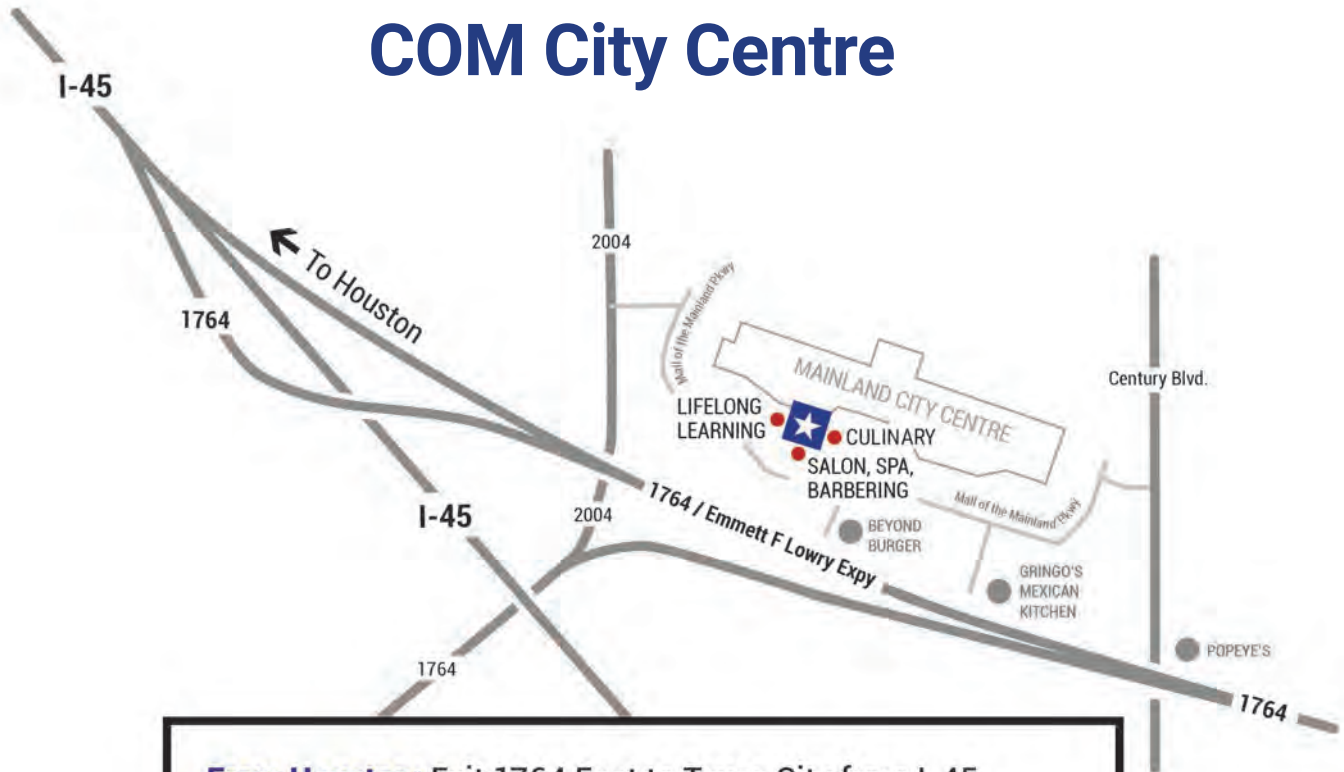 COM City Centre
I-45
2004
To Houston
Mall of the Mainland Pkwy
1764
Century Blvd.
MAINLAND CITY CENTRE
LIFELONG
LEARNING
CULINARY
SALON, SPA,
BARBERING
1764 / Emmett F Lowry Expy
Mall of the Mainland Pkwy
I-45
2004
BEYOND
BURGER
GRINGO'S
MEXICAN
KITCHEN
POPEYE'S
1764
1764